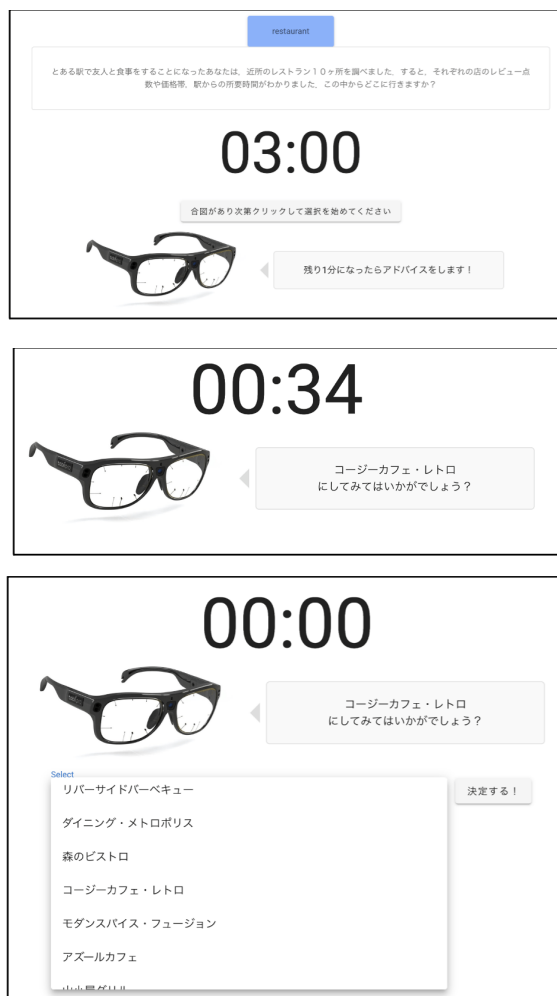 restaurant
とある駅で友人と食事をすることになったあなたは，近所のレストラン１０ヶ所を調べました．すると，それぞれの店のレビュー点
数や価格帯，駅からの所要時間がわかりました．この中からどこに行きますか？
03:00
合図があり次第クリックして選択を始めてください
残り1分になったらアドバイスをします！
00:34
コージーカフェ・レトロ
にしてみてはいかがでしょう？
00:00
コージーカフェ・レトロ
にしてみてはいかがでしょう？
Select
リバーサイドバーベキュー
決定する！
ダイニング・メトロポリス
森のビストロ
コージーカフェ・レトロ
モダンスパイス・フュージョン
アズールカフェ